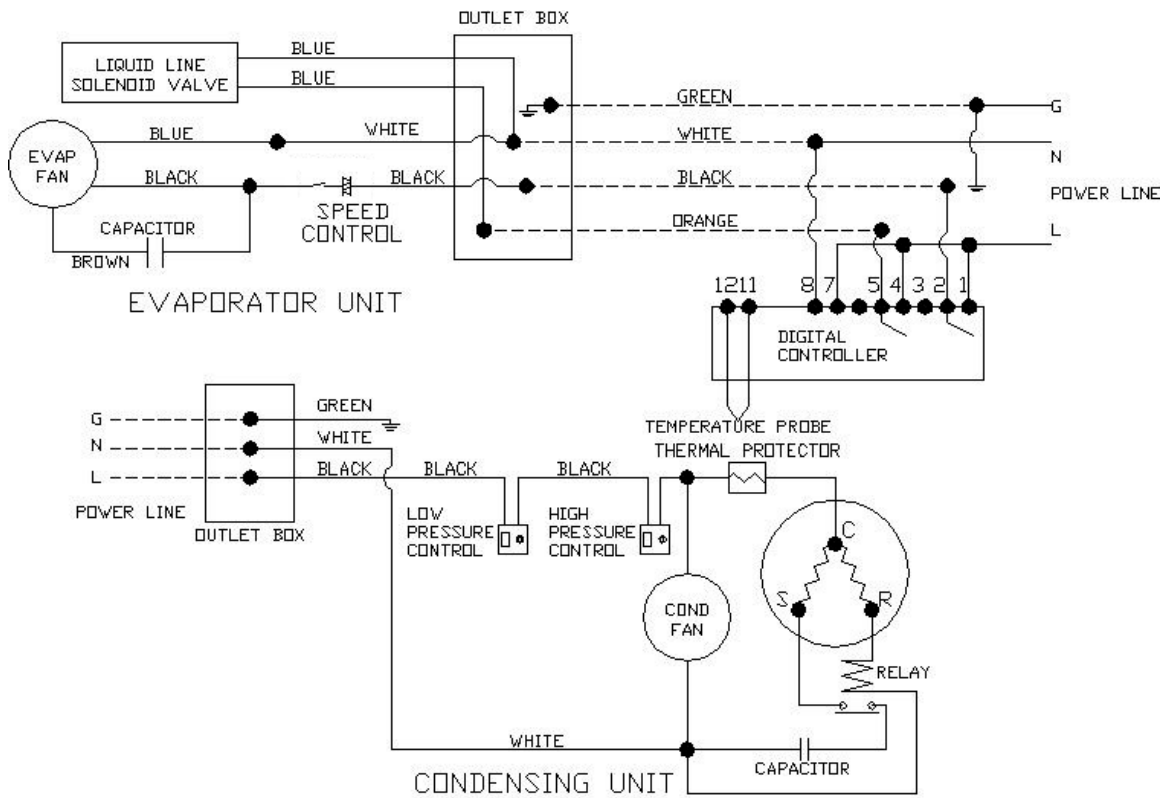 OUTLET BOX
LIQUID LINE
SOLENOID VALVE
BLUE
BLUE
GREEN
G
EVAP
FAN
BLUE
WHITE
WHITE
N
BLACK
BLACK
BLACK
POWER LINE
SPEED
CONTROL
CAPACITOR
BROWN
ORANGE
L
EVAPORATOR UNIT
12 11 8 7 5 4 3 2 1
DIGITAL
CONTROLLER
TEMPERATURE PROBE
G
GREEN
N
WHITE
L
BLACK
BLACK
BLACK
THERMAL PROTECTOR
POWER LINE
OUTLET BOX
LOW
PRESSURE
CONTROL
HIGH
PRESSURE
CONTROL
C
S
R
COND
FAN
RELAY
WHITE
CAPACITOR
CONDENSING UNIT